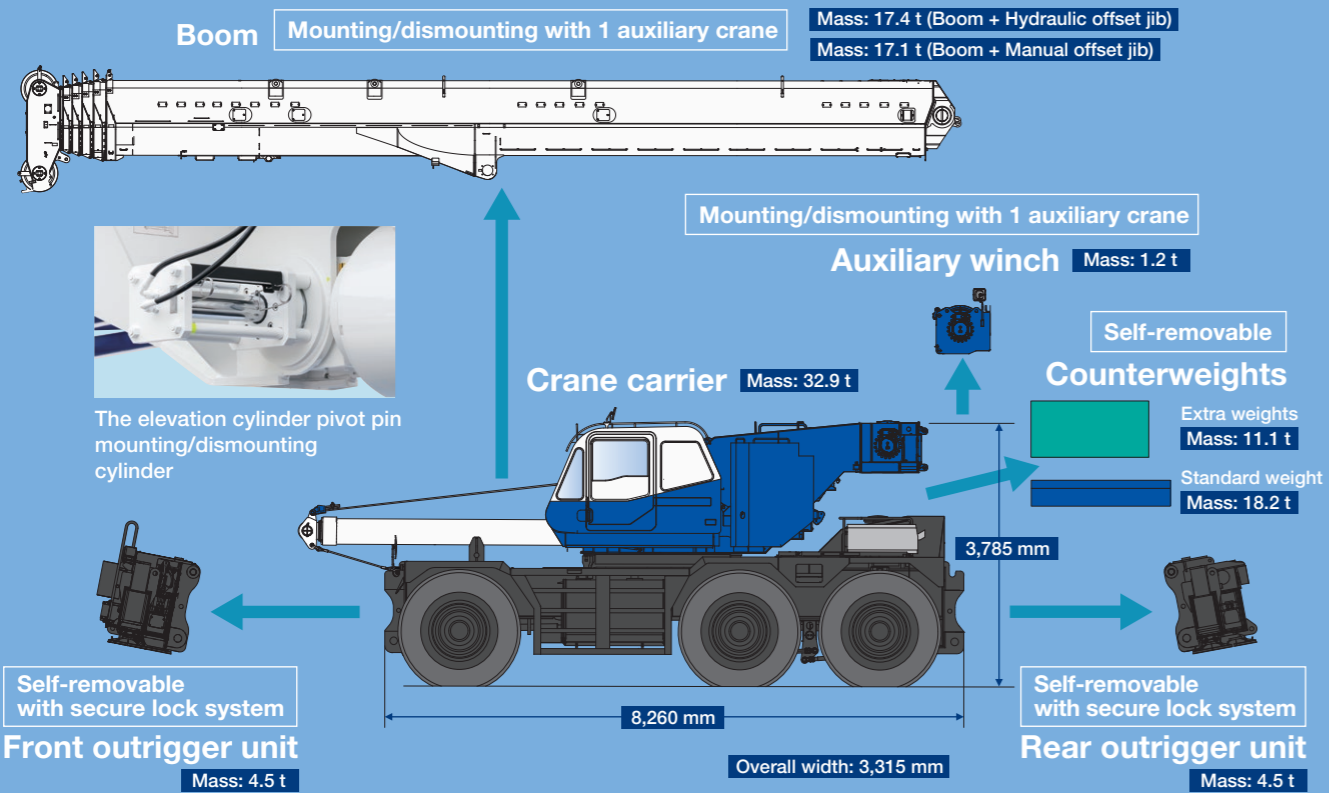 Boom
Mounting/dismounting with 1 auxiliary crane
Mass: 17.4 t (Boom + Hydraulic offset jib)
Mass: 17.1 t (Boom + Manual offset jib)
Mounting/dismounting with 1 auxiliary crane
Auxiliary winch
Mass: 1.2 t
Self-removable
Counterweights
Extra weights
Mass: 11.1 t
Standard weight
Mass: 18.2 t
Crane carrier
Mass: 32.9 t
The elevation cylinder pivot pin
mounting/dismounting
cylinder
3,785 mm
Self-removable
with secure lock system
Front outrigger unit
Mass: 4.5 t
8,260 mm
Overall width: 3,315 mm
Self-removable
with secure lock system
Rear outrigger unit
Mass: 4.5 t